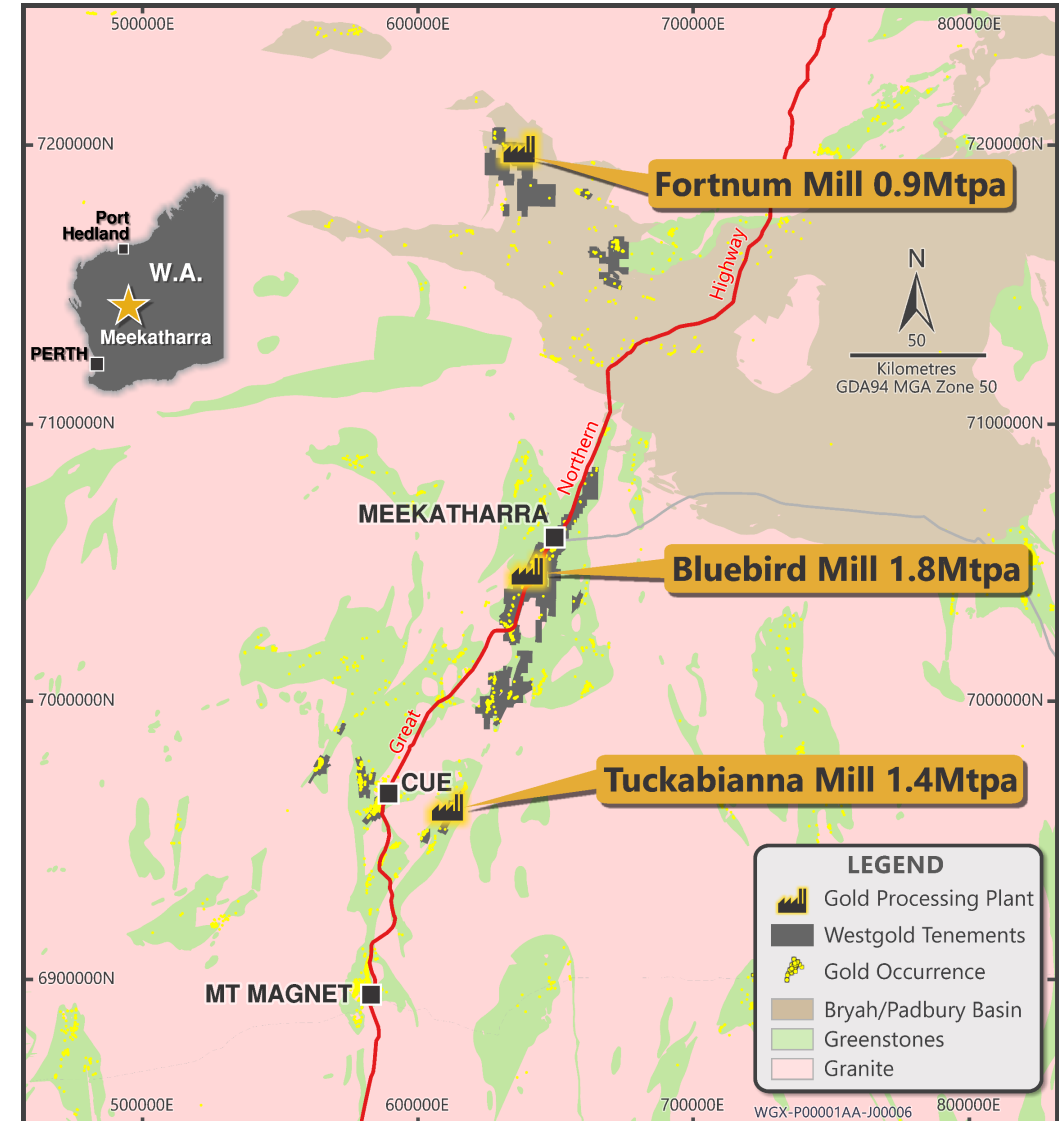 500000E
600000E
700000E
800000E
7200000N
7200000N
Fortnum Mill 0.9Mtpa
Port
Hedland
W.A.
Meekatharra
PERTH
Highway
N
50
Kilometres
GDA94 MGA Zone 50
7100000N
7100000N
Northern
MEEKATHARRA
Bluebird Mill 1.8Mtpa
7000000N
7000000N
Great
CUE
Tuckabianna Mill 1.4Mtpa
LEGEND
Gold Processing Plant
Westgold Tenements
Gold Occurrence
Bryah/Padbury Basin
Greenstones
Granite
6900000N
MT MAGNET
500000E
600000E
700000E
800000E
WGX-P00001AA-J00006